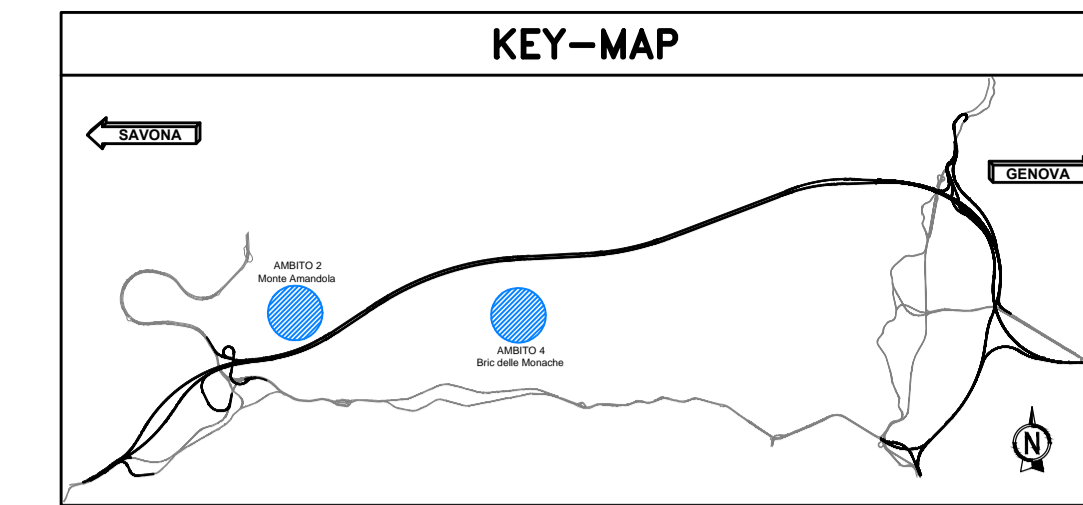 KEY-MAP
SAVONA
GENOVA
AMBITO 2
Monte Amandola
AMBITO 4
Bric delle Monache
N